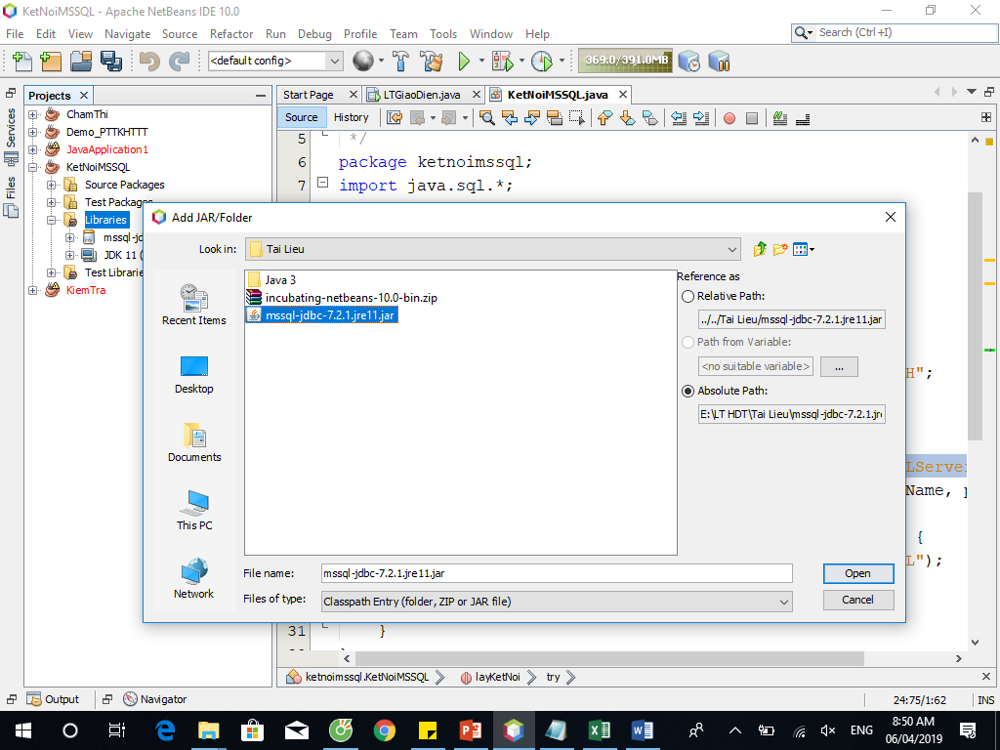 KetNoiMSSQL - Apache NetBeans IDE 10.0
File Edit View Navigate Source Refactor Run Debug Profile Team Tools Window Help
Search (Ctrl+I)
<default config>
369.0/391.0MB
Services
Files
Projects
ChamThi
Demo_PTTKHTTT
JavaApplication1
KetNoiMSSQL
Source Packages
Test Packages
Libraries
mssql-jd
JDK 11 (
Test Librarie
KiemTra
Start Page LTGiaoDien.java KetNoiMSSQL.java
Source History
5 */
6 package ketnoimssql;
7 import java.sql.*;
H";
LServer
Name, p
{
L");
31 }
Add JAR/Folder
Look in: Tai Lieu
Recent Items
Desktop
Documents
This PC
Network
Java 3
incubating-netbeans-10.0-bin.zip
mssql-jdbc-7.2.1.jre11.jar
Reference as
Relative Path:
../../Tai Lieu/mssql-jdbc-7.2.1.jre11.jar
Path from Variable:
<no suitable variable> ...
Absolute Path:
E:\LT HDT\Tai Lieu\mssql-jdbc-7.2.1.jre
File name: mssql-jdbc-7.2.1.jre11.jar Open
Files of type: Classpath Entry (folder, ZIP or JAR file) Cancel
ketnoimssql.KetNoiMSSQL layKetNoi try
Output Navigator 24:75/1:62 INS
ENG 8:50 AM
06/04/2019